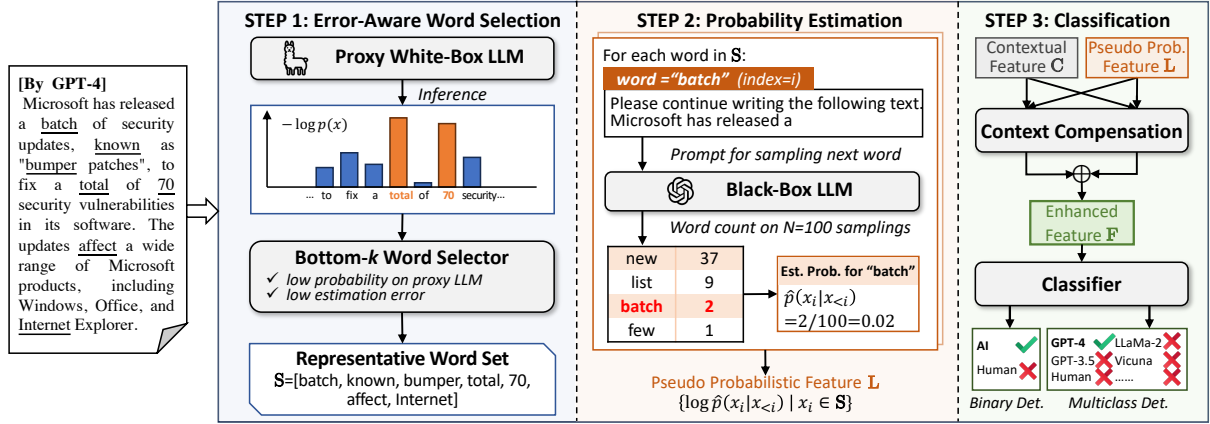 [By GPT-4]
Microsoft has released
a batch of security
updates, known as
"bumper patches", to
fix a total of 70
security vulnerabilities
in its software. The
updates affect a wide
range of Microsoft
products, including
Windows, Office, and
Internet Explorer.
STEP 1: Error-Aware Word Selection
Proxy White-Box LLM
Inference
− log p(x)
... to fix a total of 70 security...
Bottom-k Word Selector
✓ low probability on proxy LLM
✓ low estimation error
Representative Word Set
S=[batch, known, bumper, total, 70,
affect, Internet]
STEP 2: Probability Estimation
For each word in S:
word ="batch" (index=i)
Please continue writing the following text.
Microsoft has released a
Prompt for sampling next word
Black-Box LLM
Word count on N=100 samplings
new 37
list 9
batch 2
few 1
Est. Prob. for "batch"
p̂(xᵢ|x<ᵢ)
=2/100=0.02
Pseudo Probabilistic Feature L
{log p̂(xᵢ|x<ᵢ) | xᵢ ∈ S}
STEP 3: Classification
Contextual
Feature C
Pseudo Prob.
Feature L
Context Compensation
Enhanced
Feature F
Classifier
AI
Human
GPT-4 LLaMa-2
GPT-3.5 Vicuna
Human ......
Binary Det.
Multiclass Det.